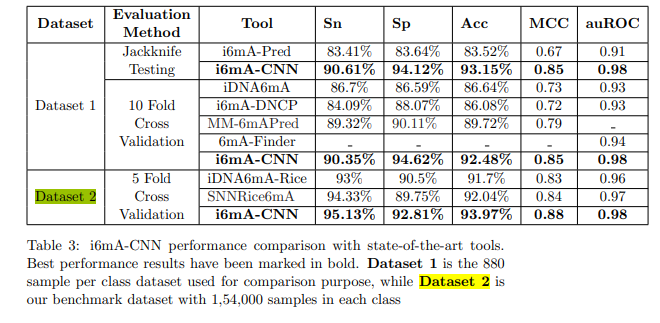 Dataset Evaluation Method Tool Sn Sp Acc MCC auROC
Dataset 1 Jackknife Testing i6mA-Pred 83.41% 83.64% 83.52% 0.67 0.91
i6mA-CNN 90.61% 94.12% 93.15% 0.85 0.98
10 Fold Cross Validation iDNA6mA 86.7% 86.59% 86.64% 0.73 0.93
i6mA-DNCP 84.09% 88.07% 86.08% 0.72 0.93
MM-6mAPred 89.32% 90.11% 89.72% 0.79 -
6mA-Finder - - - - 0.94
i6mA-CNN 90.35% 94.62% 92.48% 0.85 0.98
Dataset 2 5 Fold Cross Validation iDNA6mA-Rice 93% 90.5% 91.7% 0.83 0.96
SNNRice6mA 94.33% 89.75% 92.04% 0.84 0.97
i6mA-CNN 95.13% 92.81% 93.97% 0.88 0.98
Table 3: i6mA-CNN performance comparison with state-of-the-art tools.
Best performance results have been marked in bold. Dataset 1 is the 880
sample per class dataset used for comparison purpose, while Dataset 2 is
our benchmark dataset with 1,54,000 samples in each class